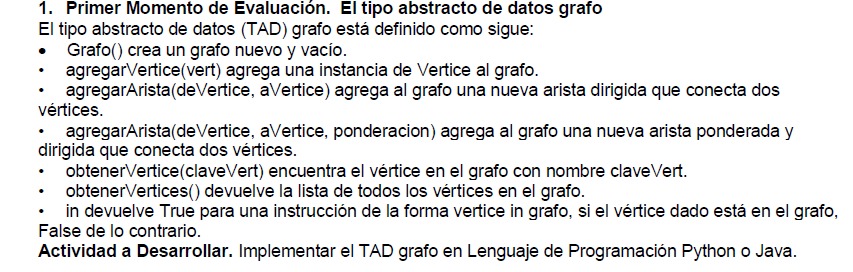 1. Primer Momento de Evaluación. El tipo abstracto de datos grafo
El tipo abstracto de datos (TAD) grafo está definido como sigue:
• Grafo() crea un grafo nuevo y vacío.
• agregarVertice(vert) agrega una instancia de Vertice al grafo.
• agregarArista(deVertice, aVertice) agrega al grafo una nueva arista dirigida que conecta dos
vértices.
• agregarArista(deVertice, aVertice, ponderacion) agrega al grafo una nueva arista ponderada y
dirigida que conecta dos vértices.
• obtenerVertice(claveVert) encuentra el vértice en el grafo con nombre claveVert.
• obtenerVertices() devuelve la lista de todos los vértices en el grafo.
• in devuelve True para una instrucción de la forma vertice in grafo, si el vértice dado está en el grafo,
False de lo contrario.
Actividad a Desarrollar. Implementar el TAD grafo en Lenguaje de Programación Python o Java.